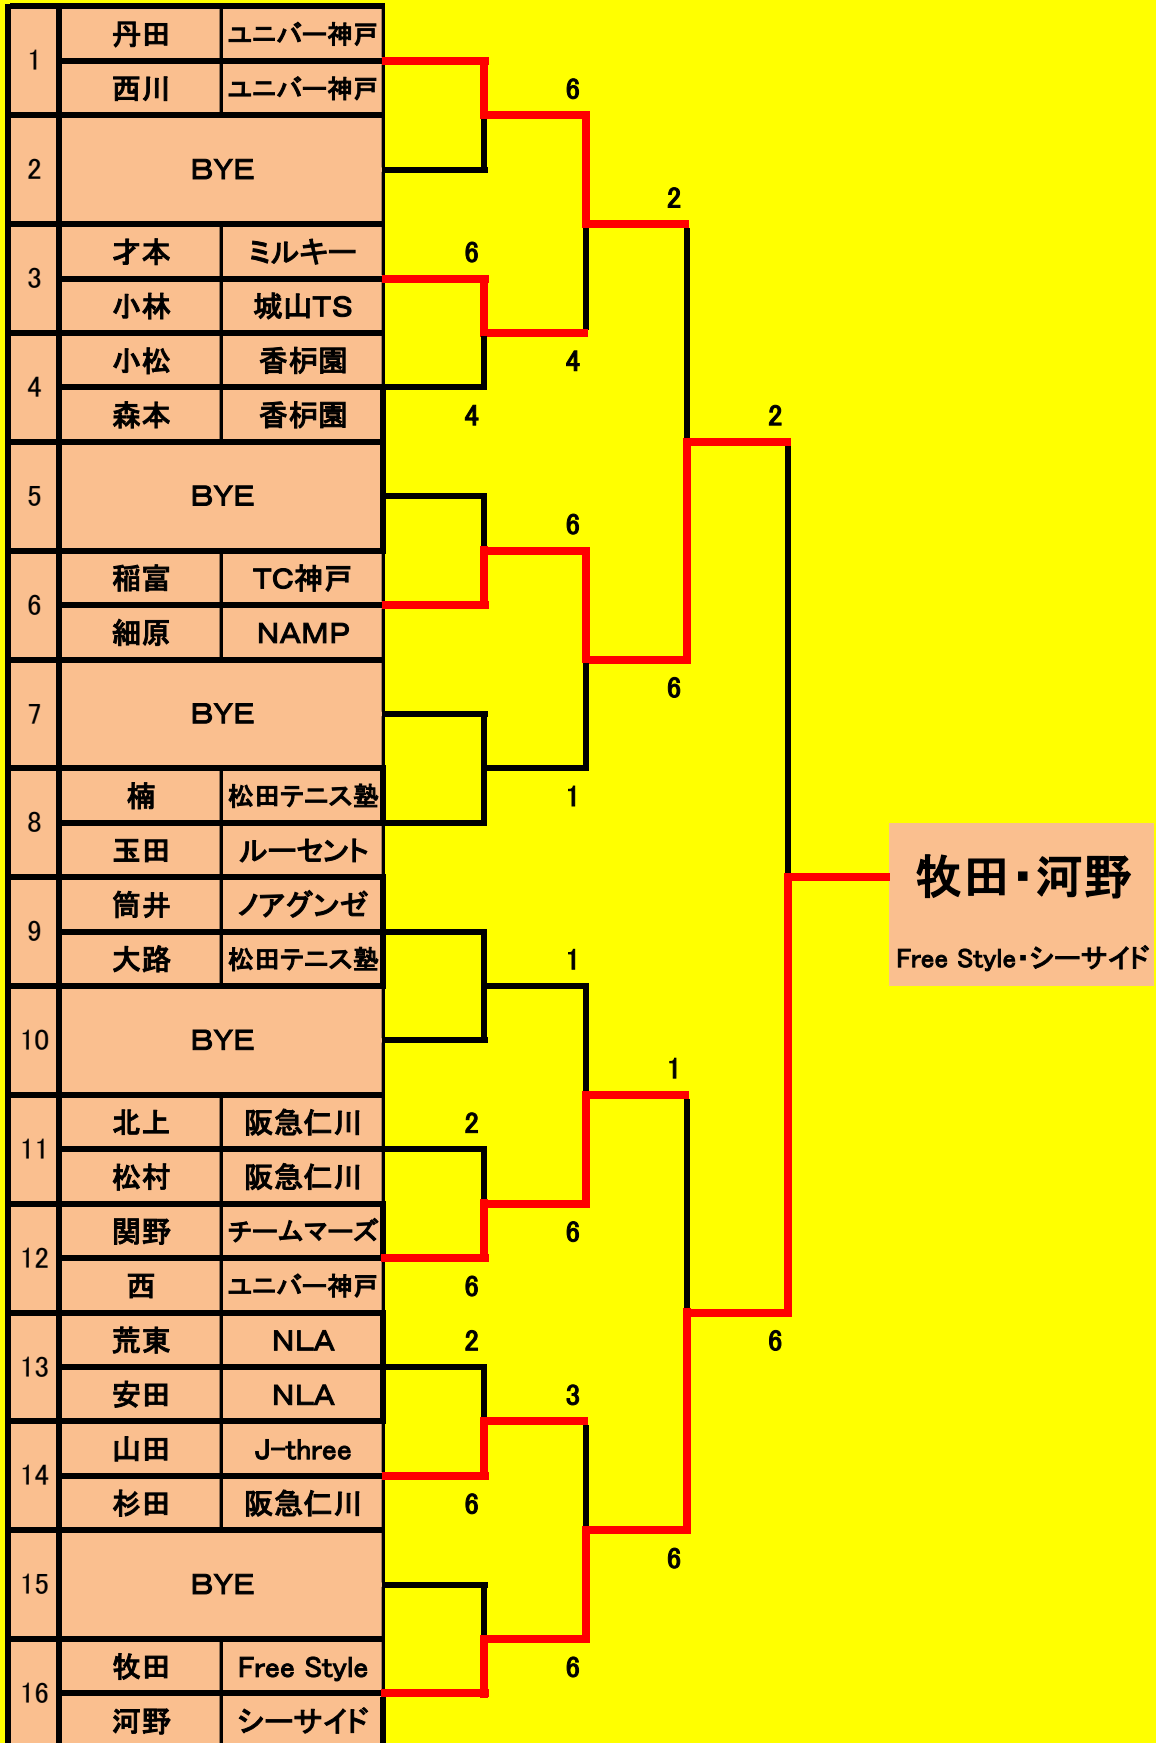 1 丹田 ユニバー神戸
西川 ユニバー神戸
6
2 BYE
2
3 才本 ミルキー 6
小林 城山TS
4 小松 香枦園 4
森本 香枦園 4 2
5 BYE
6
6 稲富 TC神戸
細原 NAMP
6
7 BYE
8 楠 松田テニス塾 1
玉田 ルーセント
牧田・河野
9 筒井 ノアグンゼ
大路 松田テニス塾 1
Free Style・シーサイド
10 BYE
1
11 北上 阪急仁川 2
松村 阪急仁川
12 関野 チームマーズ 6
西 ユニバー神戸 6
13 荒東 NLA 2 6
安田 NLA 3
14 山田 J-three
杉田 阪急仁川 6
6
15 BYE
16 牧田 Free Style 6
河野 シーサイド